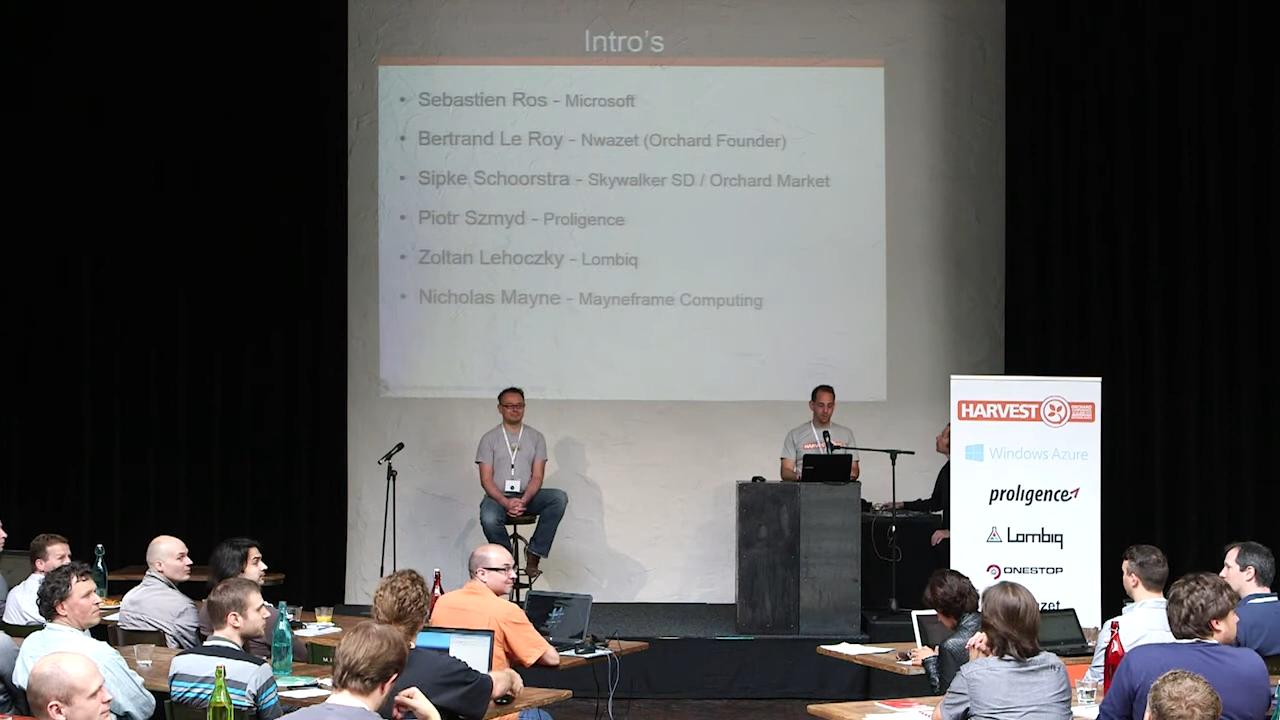 Intro's
• Sebastien Ros - Microsoft
• Bertrand Le Roy - Nwazet (Orchard Founder)
• Sipke Schoorstra - Skywalker SD / Orchard Market
• Piotr Szmyd - Proligence
• Zoltan Lehoczky - Lombiq
• Nicholas Mayne - Mayneframe Computing
HARVEST
Windows Azure
proligence
Lombiq
ONESTOP
zet